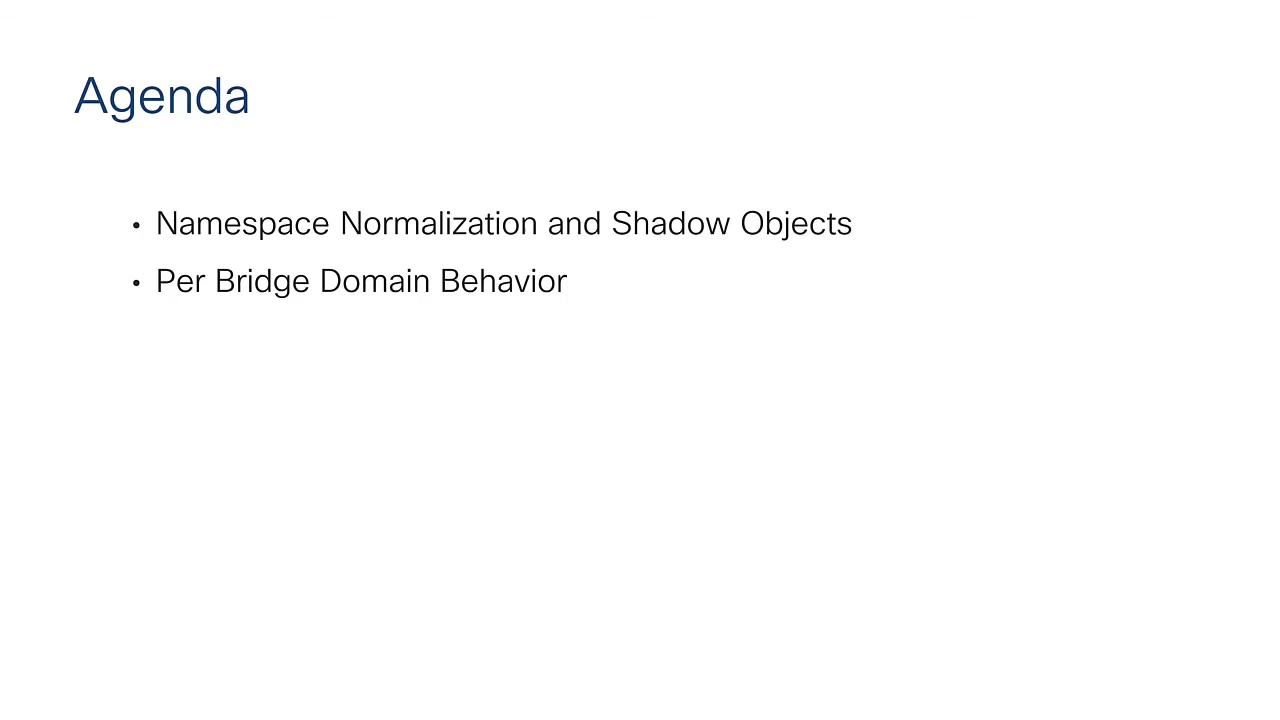 Agenda
• Namespace Normalization and Shadow Objects
• Per Bridge Domain Behavior